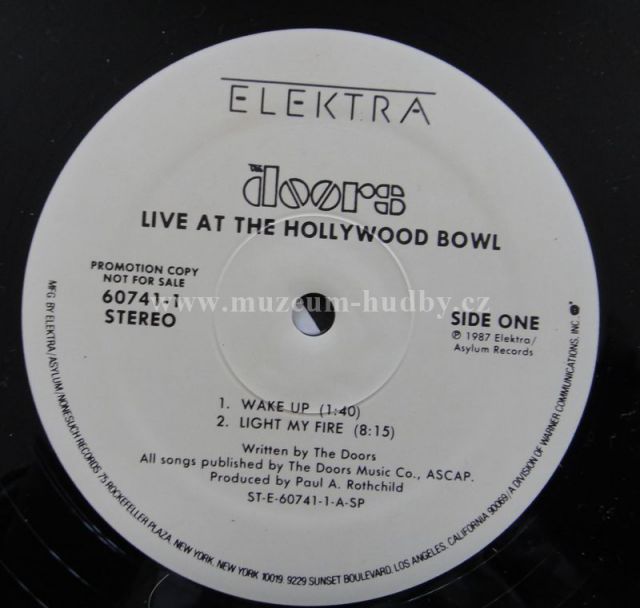 ELEKTRA
THE doors
LIVE AT THE HOLLYWOOD BOWL
PROMOTION COPY
NOT FOR SALE
60741-1
STEREO
SIDE ONE
℗ 1987 Elektra/
Asylum Records
www.muzeum-hudby.cz
1. WAKE UP (1:40)
2. LIGHT MY FIRE (8:15)
Written by The Doors
All songs published by The Doors Music Co., ASCAP.
Produced by Paul A. Rothchild
ST-E-60741-1-A-SP
MFG. BY ELEKTRA/ASYLUM/NONESUCH RECORDS 75 ROCKEFELLER PLAZA, NEW YORK, NEW YORK 10019. 9229 SUNSET BOULEVARD, LOS ANGELES, CALIFORNIA 90069/A DIVISION OF WARNER COMMUNICATIONS, INC.